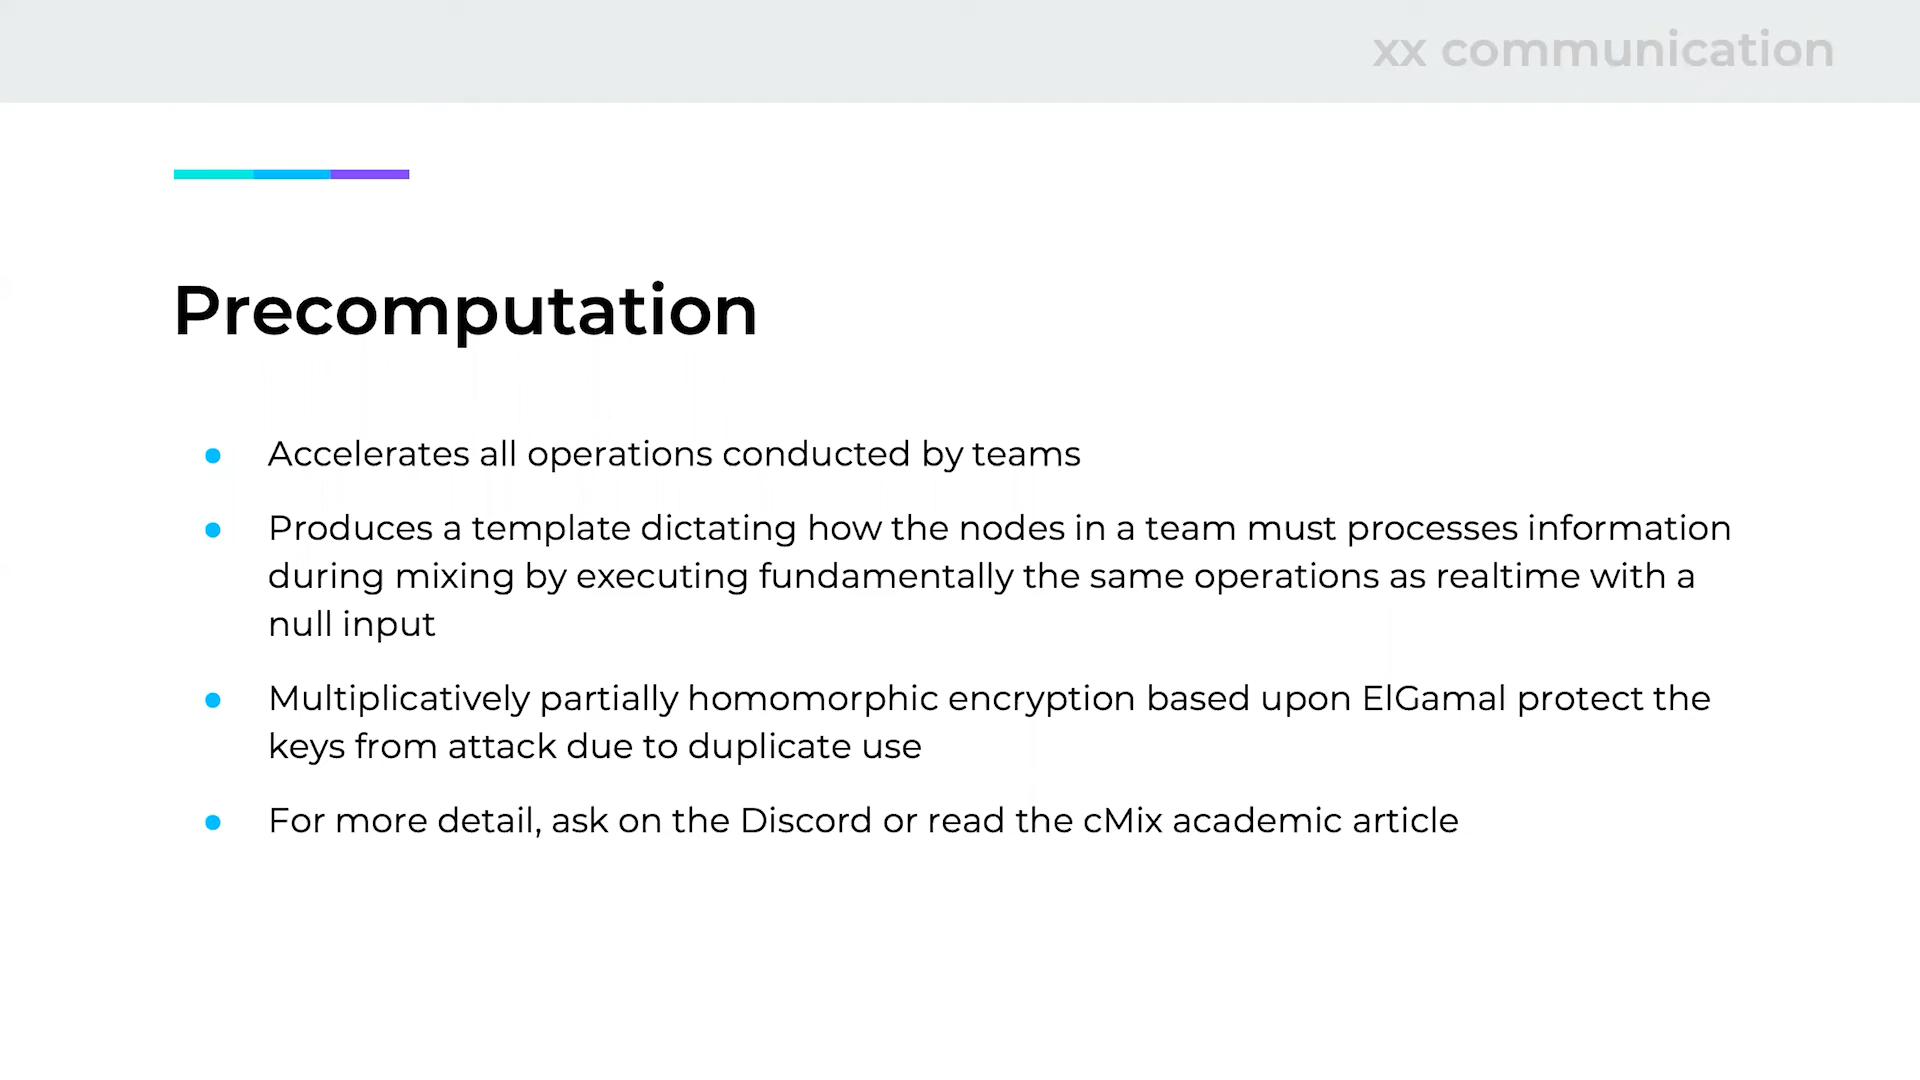 xx communication
Precomputation
● Accelerates all operations conducted by teams
● Produces a template dictating how the nodes in a team must processes information
during mixing by executing fundamentally the same operations as realtime with a
null input
● Multiplicatively partially homomorphic encryption based upon ElGamal protect the
keys from attack due to duplicate use
● For more detail, ask on the Discord or read the cMix academic article